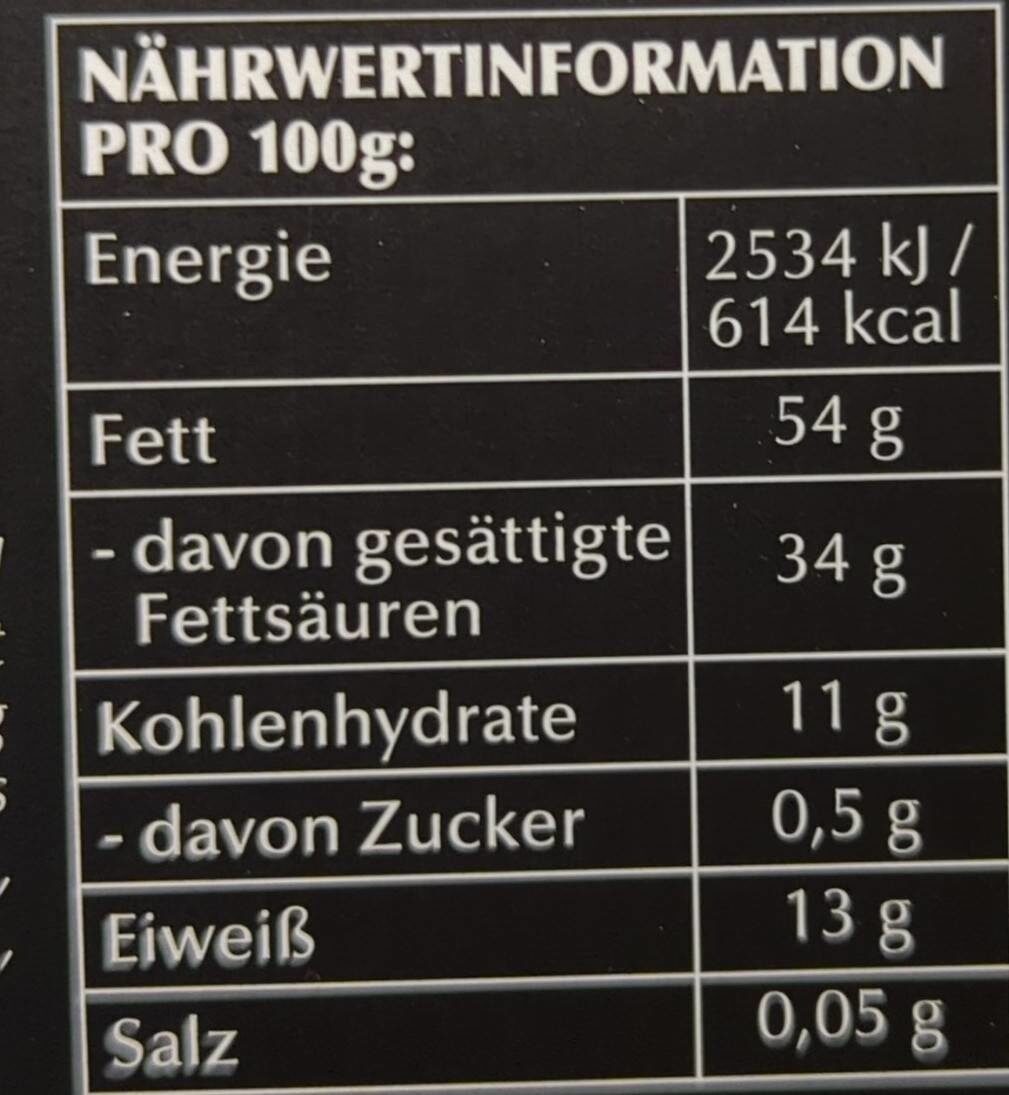 NÄHRWERTINFORMATION
PRO 100g:
Energie 2534 kJ /
614 kcal
Fett 54 g
- davon gesättigte 34 g
Fettsäuren
Kohlenhydrate 11 g
- davon Zucker 0,5 g
Eiweiß 13 g
Salz 0,05 g